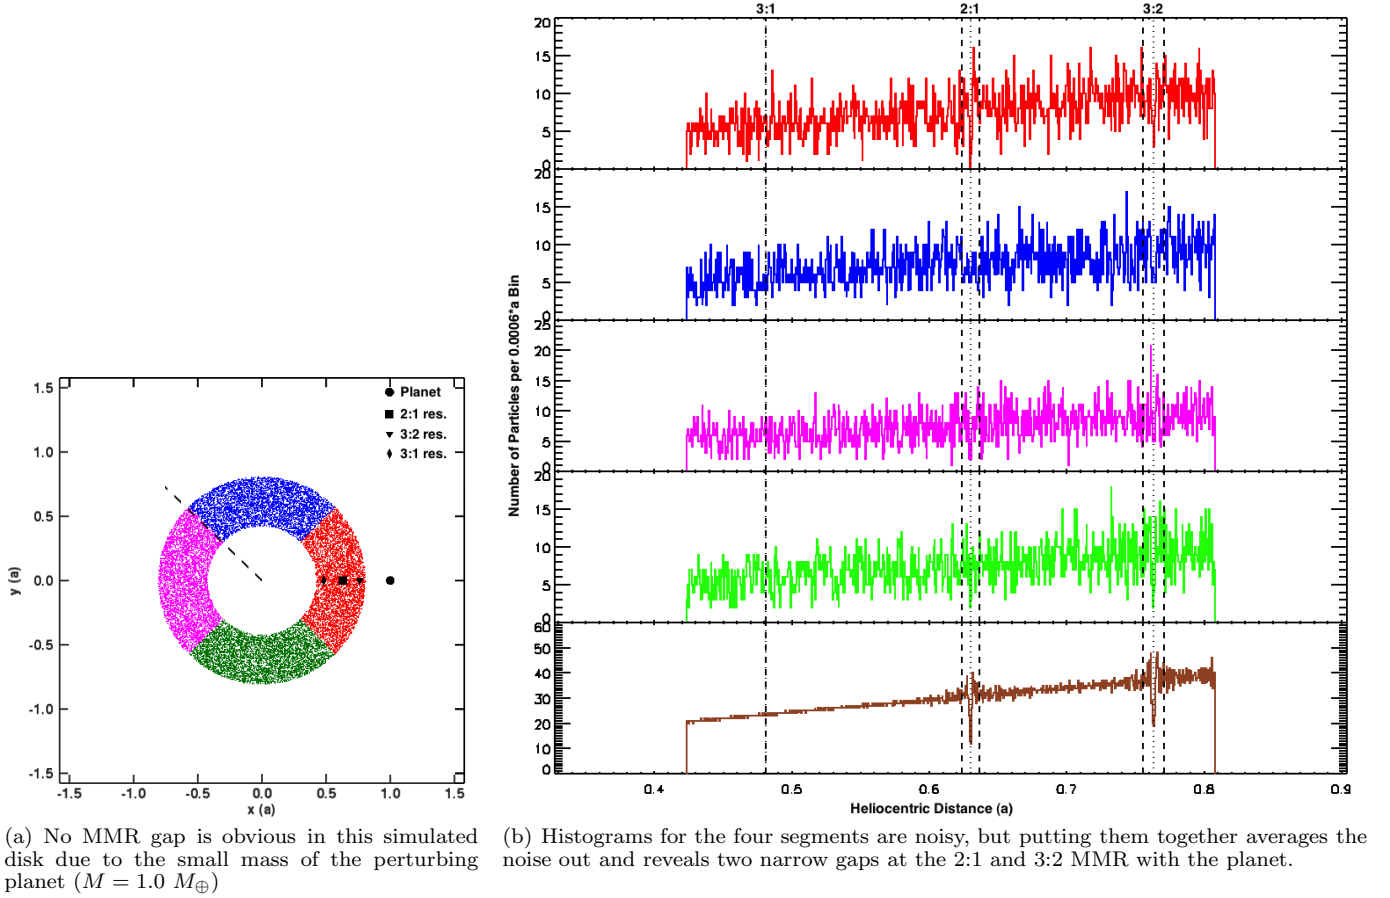 3:1 2:1 3:2
20
15
10
5
0
20
15
10
5
0
25
20
15
10
5
0
20
15
10
5
0
60
50
40
30
20
10
0
Number of Particles per 0.0006*a Bin
0.4 0.5 0.6 0.7 0.8 0.9
Heliocentric Distance (a)
1.5
1.0
0.5
0.0
-0.5
-1.0
-1.5
y (a)
Planet
2:1 res.
3:2 res.
3:1 res.
-1.5 -1.0 -0.5 0.0 0.5 1.0 1.5
x (a)
(a) No MMR gap is obvious in this simulated
disk due to the small mass of the perturbing
planet (M = 1.0 M⊕)
(b) Histograms for the four segments are noisy, but putting them together averages the
noise out and reveals two narrow gaps at the 2:1 and 3:2 MMR with the planet.